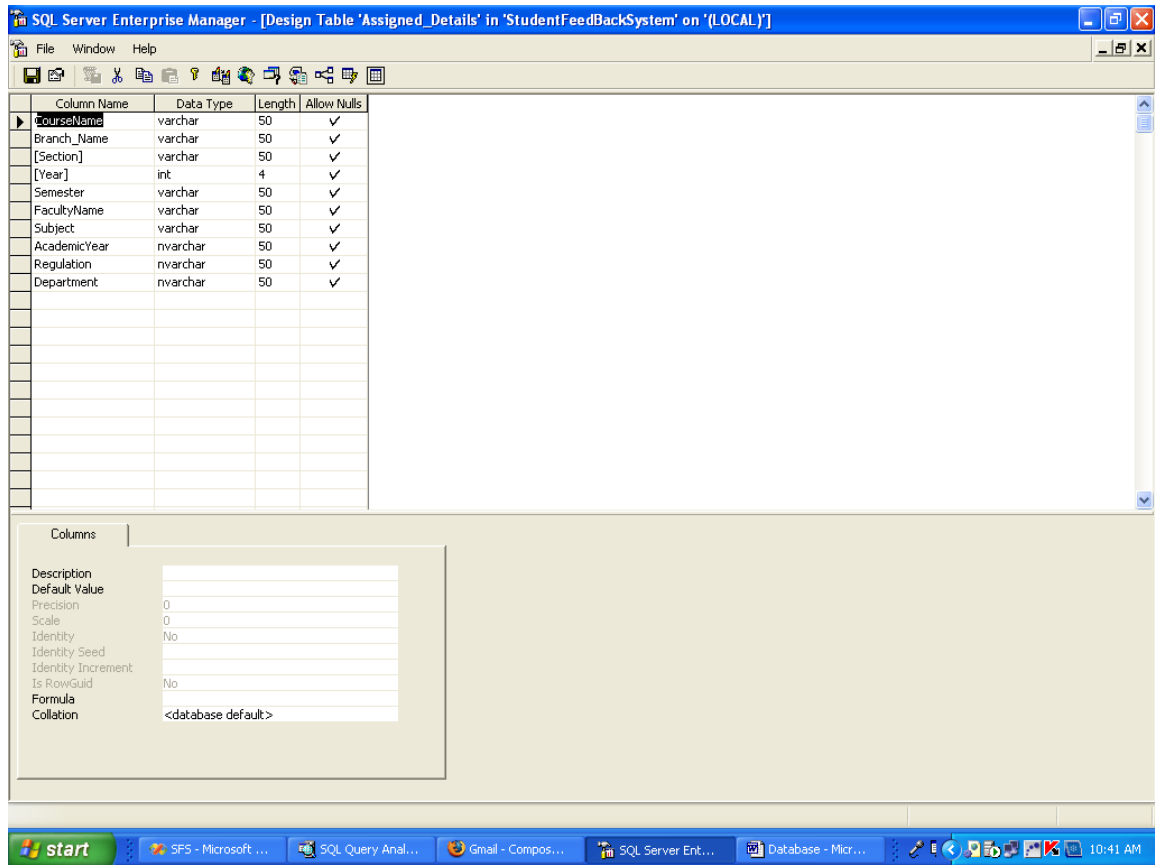 SQL Server Enterprise Manager - [Design Table 'Assigned_Details' in 'StudentFeedBackSystem' on '(LOCAL)']
File Window Help
Column Name Data Type Length Allow Nulls
CourseName varchar 50
Branch_Name varchar 50
[Section] varchar 50
[Year] int 4
Semester varchar 50
FacultyName varchar 50
Subject varchar 50
AcademicYear nvarchar 50
Regulation nvarchar 50
Department nvarchar 50
Columns
Description
Default Value
Precision 0
Scale 0
Identity No
Identity Seed
Identity Increment
Is RowGuid No
Formula
Collation <database default>
start SFS - Microsoft ... SQL Query Anal... Gmail - Compos... SQL Server Ent... Database - Micr... 10:41 AM